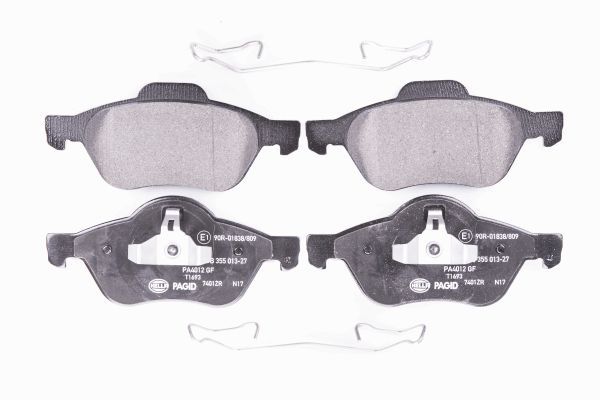 E1 90R-01838/809
355 013-27
PA4012 GF
T1693
HELLA PAGID 7401ZR N17
E1 90R-01838/809
355 013-27
PA4012 GF
T1693
HELLA PAGID 7401ZR N17